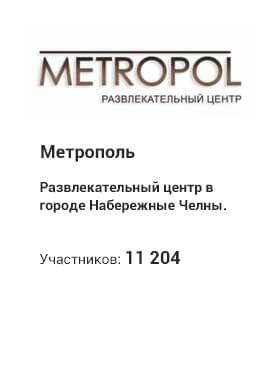 METROPOL
РАЗВЛЕКАТЕЛЬНЫЙ ЦЕНТР
Метрополь
Развлекательный центр в
городе Набережные Челны.
Участников: 11 204